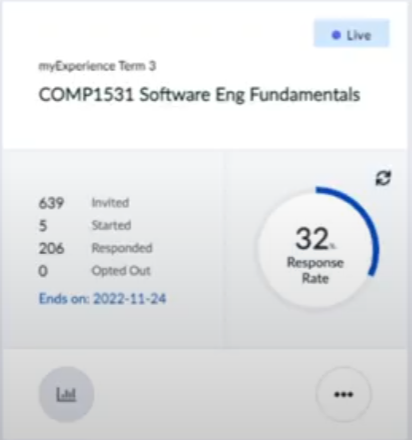 Live
myExperience Term 3
COMP1531 Software Eng Fundamentals
639 Invited
5 Started
206 Responded
0 Opted Out
Ends on: 2022-11-24
32%
Response
Rate